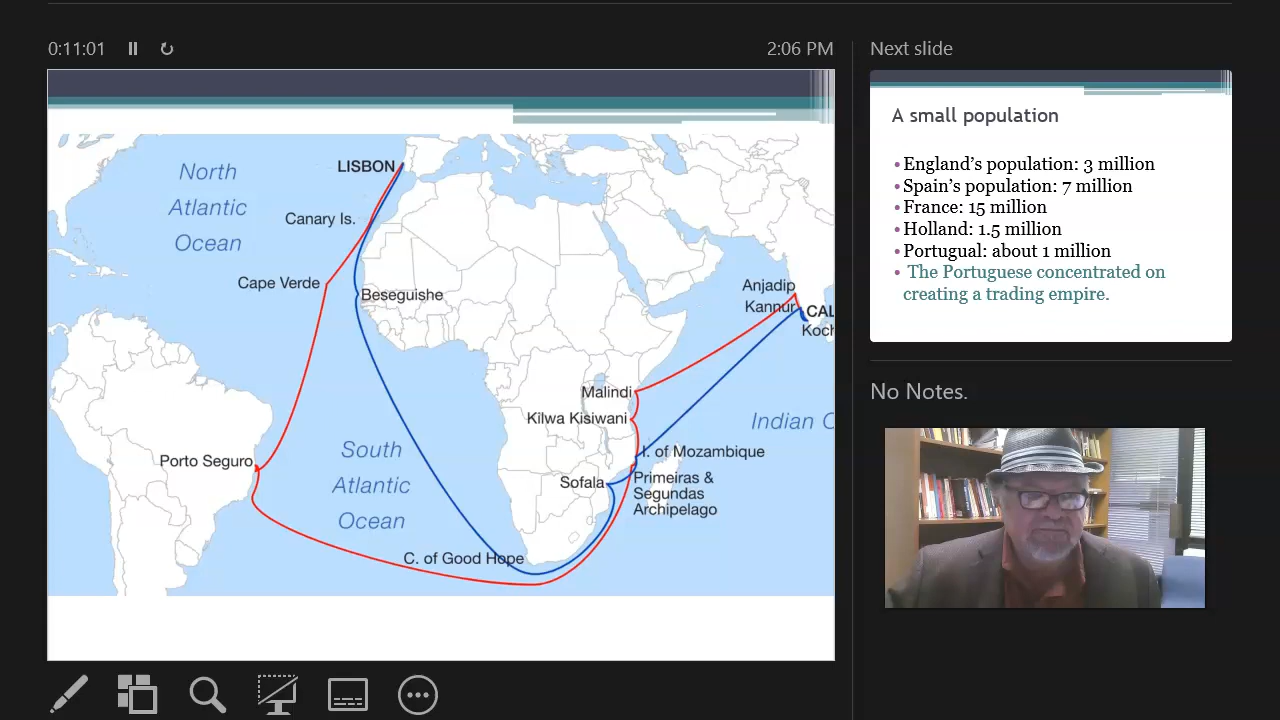 0:11:01
2:06 PM
Next slide
North
Atlantic
Ocean
LISBON
Canary Is.
Cape Verde
Beseguishe
Anjadip
Kannur
CAL
Koch
Malindi
Kilwa Kisiwani
Indian O
Porto Seguro
South
Atlantic
Ocean
I. of Mozambique
Sofala
Primeiras &
Segundas
Archipelago
C. of Good Hope
A small population
•England’s population: 3 million
•Spain’s population: 7 million
•France: 15 million
•Holland: 1.5 million
•Portugual: about 1 million
• The Portuguese concentrated on
creating a trading empire.
No Notes.